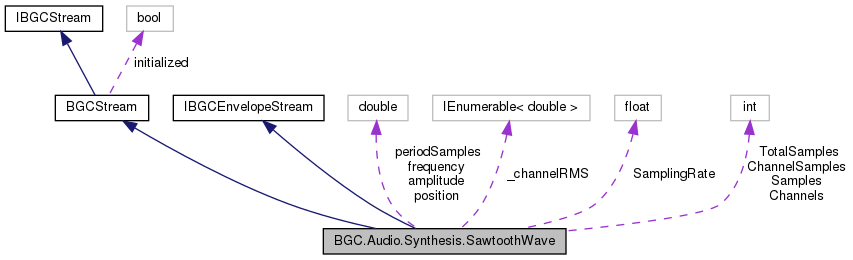 IBGCStream
bool
initialized
BGCStream
IBGCEnvelopeStream
double
IEnumerable< double >
float
int
periodSamples
frequency
amplitude
position
_channelRMS
SamplingRate
TotalSamples
ChannelSamples
Samples
Channels
BGC.Audio.Synthesis.SawtoothWave